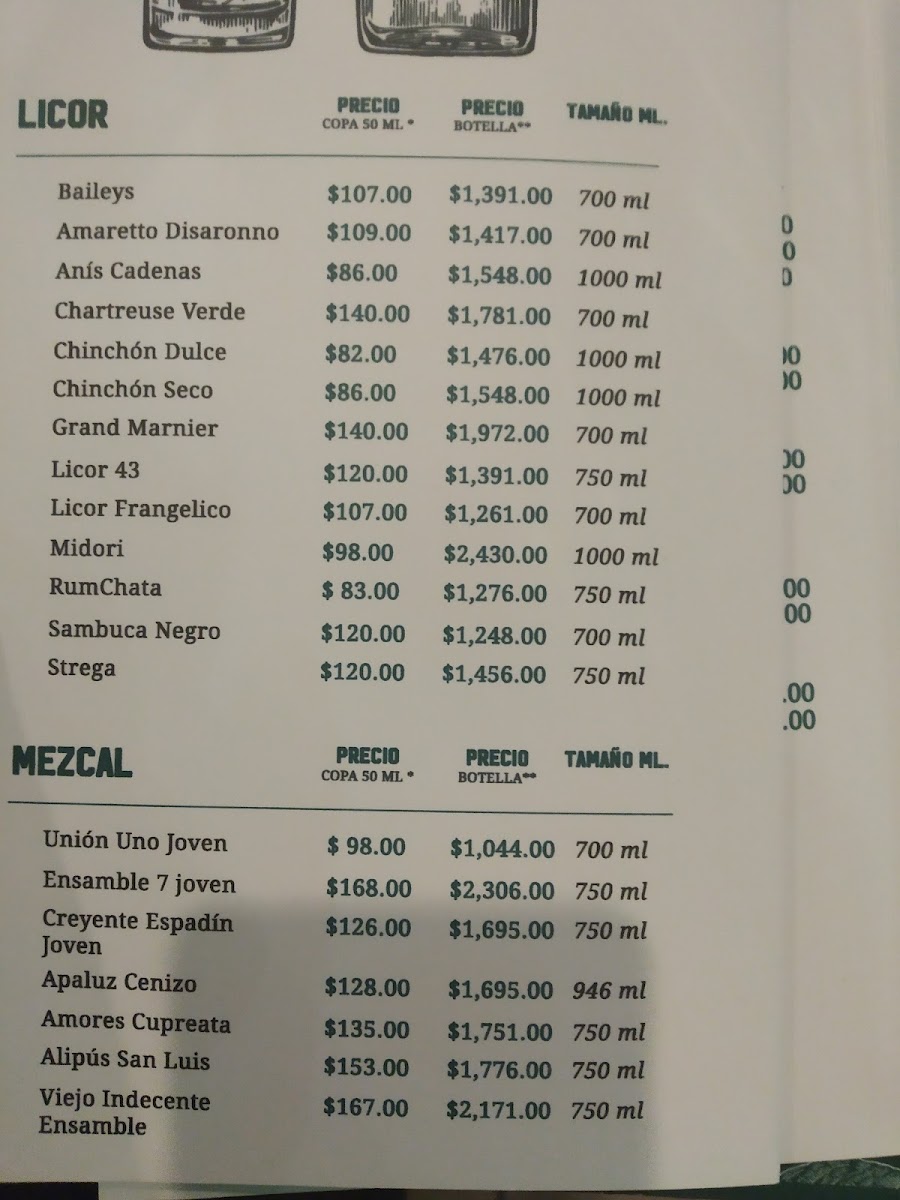 LICOR PRECIO COPA 50 ML * PRECIO BOTELLA** TAMAÑO ML.
Baileys $107.00 $1,391.00 700 ml
Amaretto Disaronno $109.00 $1,417.00 700 ml
Anís Cadenas $86.00 $1,548.00 1000 ml
Chartreuse Verde $140.00 $1,781.00 700 ml
Chinchón Dulce $82.00 $1,476.00 1000 ml
Chinchón Seco $86.00 $1,548.00 1000 ml
Grand Marnier $140.00 $1,972.00 700 ml
Licor 43 $120.00 $1,391.00 750 ml
Licor Frangelico $107.00 $1,261.00 700 ml
Midori $98.00 $2,430.00 1000 ml
RumChata $ 83.00 $1,276.00 750 ml
Sambuca Negro $120.00 $1,248.00 700 ml
Strega $120.00 $1,456.00 750 ml
MEZCAL PRECIO COPA 50 ML * PRECIO BOTELLA** TAMAÑO ML.
Unión Uno Joven $ 98.00 $1,044.00 700 ml
Ensamble 7 joven $168.00 $2,306.00 750 ml
Creyente Espadín $126.00 $1,695.00 750 ml
Joven
Apaluz Cenizo $128.00 $1,695.00 946 ml
Amores Cupreata $135.00 $1,751.00 750 ml
Alipús San Luis $153.00 $1,776.00 750 ml
Viejo Indecente $167.00 $2,171.00 750 ml
Ensamble